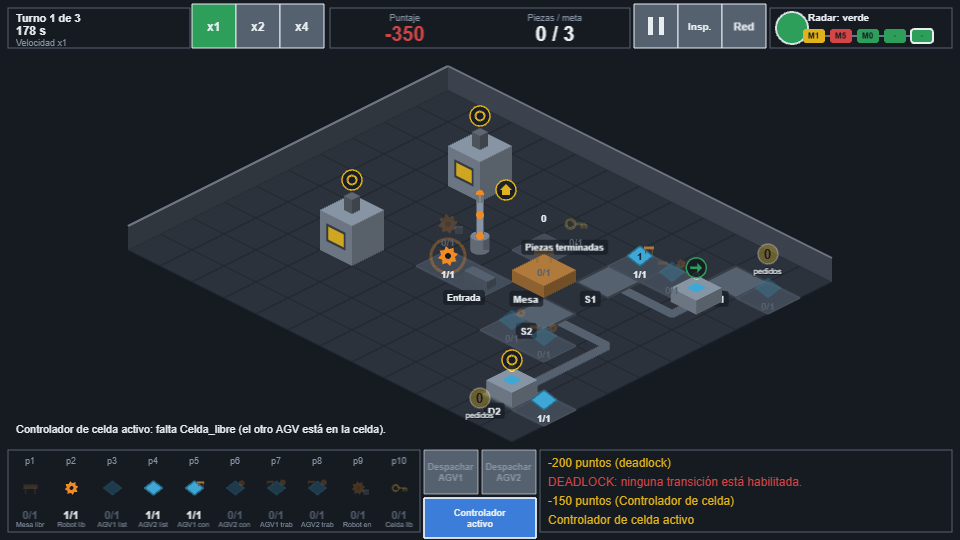 Turno 1 de 3
178 s
Velocidad x1
x1
x2
x4
Puntaje
-350
Piezas / meta
0 / 3
Insp.
Red
Radar: verde
M1
M5
M0
0
Piezas terminadas
0/1
1/1
0/1
1/1
0/1
0
pedidos
0/1
Entrada
Mesa
S1
S2
0/1
0/1
0
pedidos
D2
1/1
Controlador de celda activo: falta Celda_libre (el otro AGV está en la celda).
p1
p2
p3
p4
p5
p6
p7
p8
p9
p10
0/1
1/1
0/1
1/1
1/1
0/1
0/1
0/1
0/1
0/1
Mesa libr
Robot lib
AGV1 list
AGV2 list
AGV1 con
AGV2 con
AGV1 trab
AGV2 trab
Robot en
Celda lib
Despachar
AGV1
Despachar
AGV2
Controlador
activo
-200 puntos (deadlock)
DEADLOCK: ninguna transición está habilitada.
-150 puntos (Controlador de celda)
Controlador de celda activo